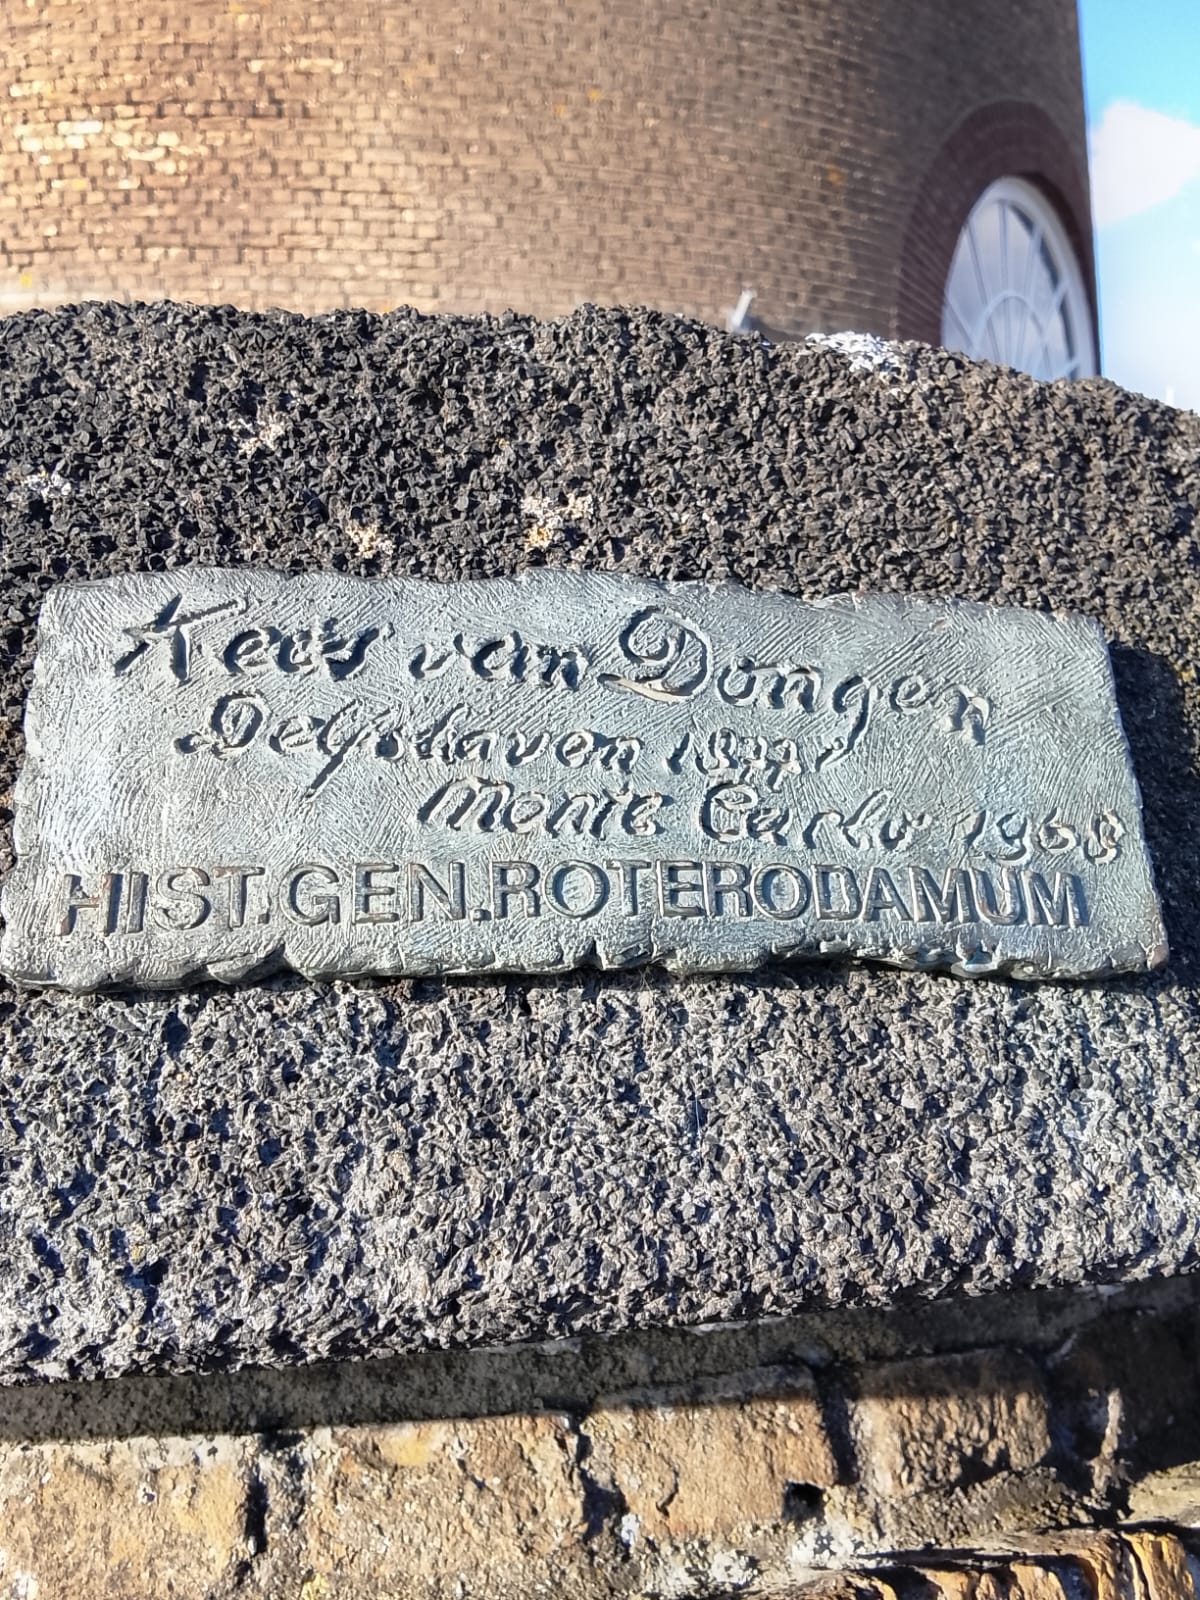 Kees van Dongen
Delfshaven 1877
Monte Carlo 1968
HIST.GEN.ROTERODAMUM